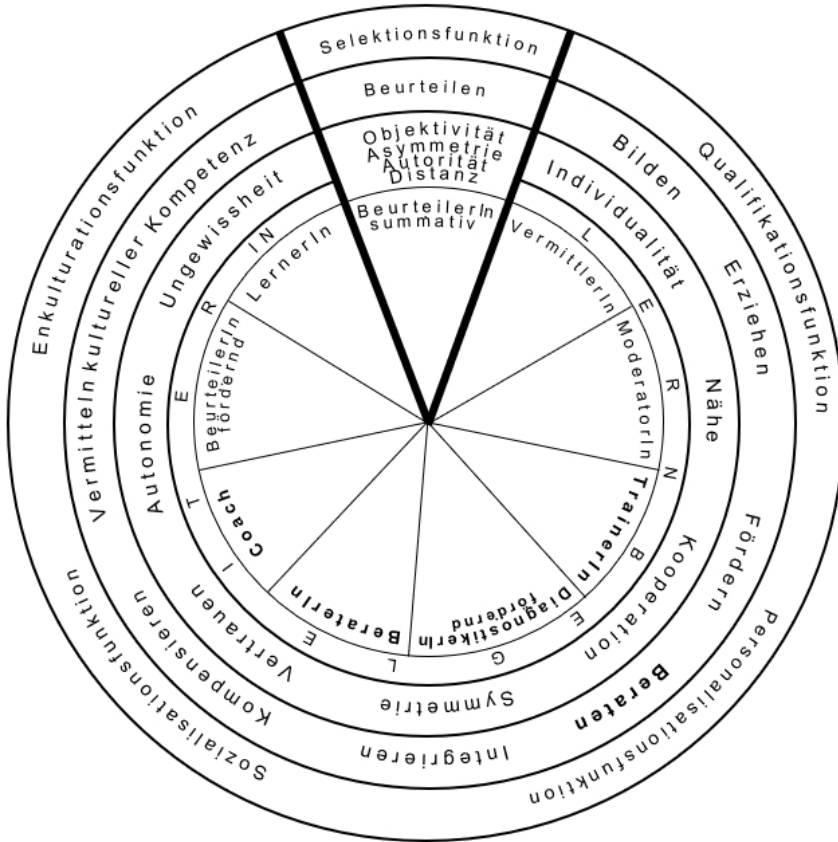 Selektionsfunktion
Qualifikationsfunktion
Personalisationsfunktion
Sozialisationsfunktion
Enkulturationsfunktion
Beurteilen
Bilden
Erziehen
Fördern
Beraten
Integrieren
Kompensieren
Vermitteln kultureller Kompetenz
Objektivität
Asymmetrie
Autorität
Distanz
Individualität
Nähe
Kooperation
Symmetrie
Vertrauen
Autonomie
Ungewissheit
LERNBEGLEITERIN
BeurteilerIn
summativ
VermittlerIn
ModeratorIn
TrainerIn
DiagnostikerIn
fördernd
BeraterIn
Coach
BeurteilerIn
fördernd
LernerIn